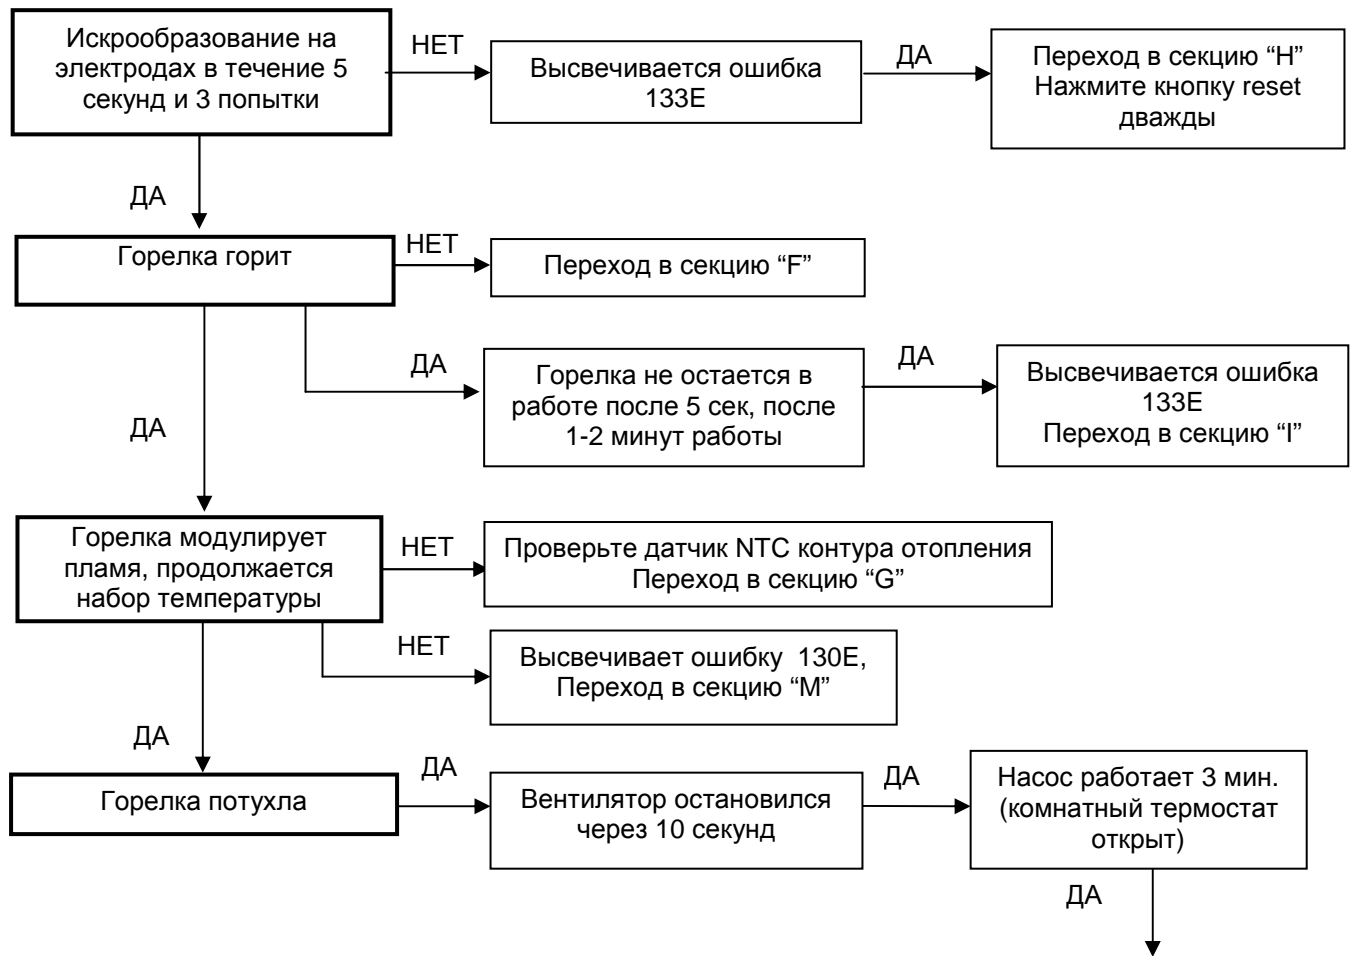 Искрообразование на
электродах в течение 5
секунд и 3 попытки
НЕТ
Высвечивается ошибка
133E
ДА
Переход в секцию “H”
Нажмите кнопку reset
дважды
ДА
Горелка горит
НЕТ
Переход в секцию “F”
ДА
Горелка не остается в
работе после 5 сек, после
1-2 минут работы
ДА
Высвечивается ошибка
133E
Переход в секцию “I”
ДА
Горелка модулирует
пламя, продолжается
набор температуры
НЕТ
Проверьте датчик NTC контура отопления
Переход в секцию “G”
НЕТ
Высвечивает ошибку 130E,
Переход в секцию “M”
ДА
Горелка потухла
ДА
Вентилятор остановился
через 10 секунд
ДА
Насос работает 3 мин.
(комнатный термостат
открыт)
ДА